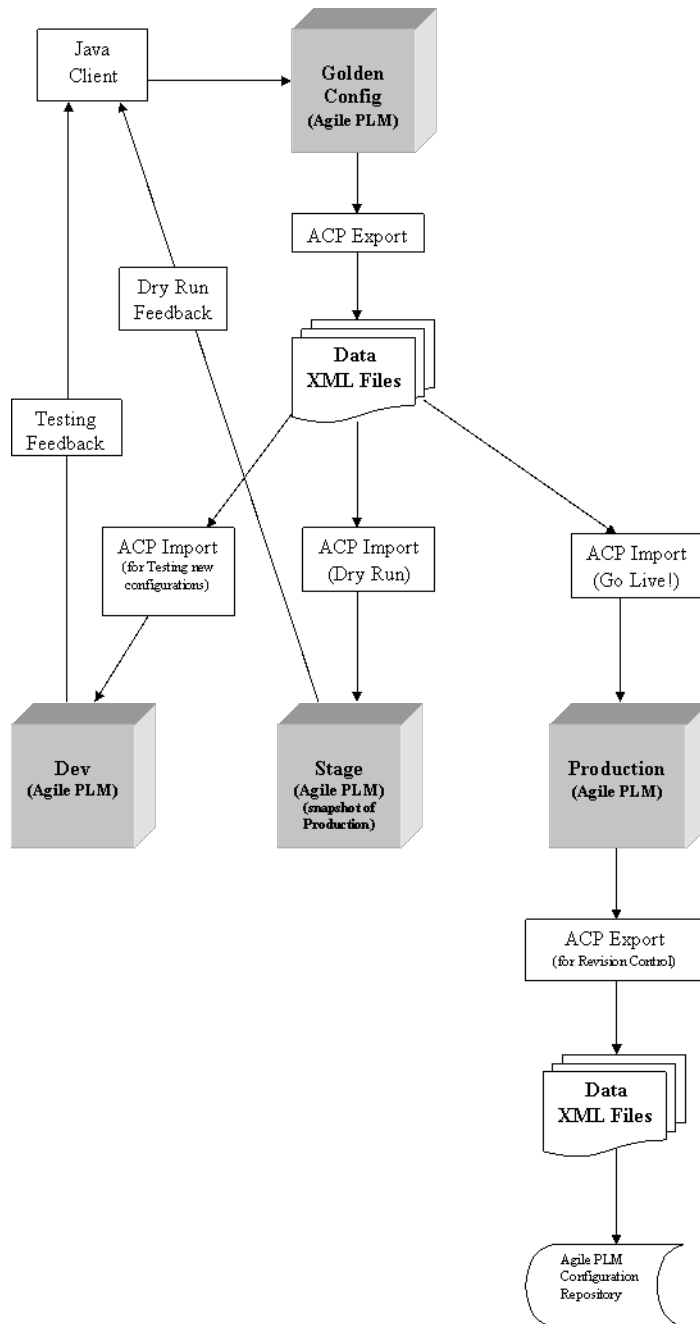 Java
Client
Golden
Config
(Agile PLM)
ACP Export
Dry Run
Feedback
Data
XML Files
Testing
Feedback
ACP Import
(for Testing new
configurations)
ACP Import
(Dry Run)
ACP Import
(Go Live!)
Dev
(Agile PLM)
Stage
(Agile PLM)
(snapshot of
Production)
Production
(Agile PLM)
ACP Export
(for Revision Control)
Data
XML Files
Agile PLM
Configuration
Repository